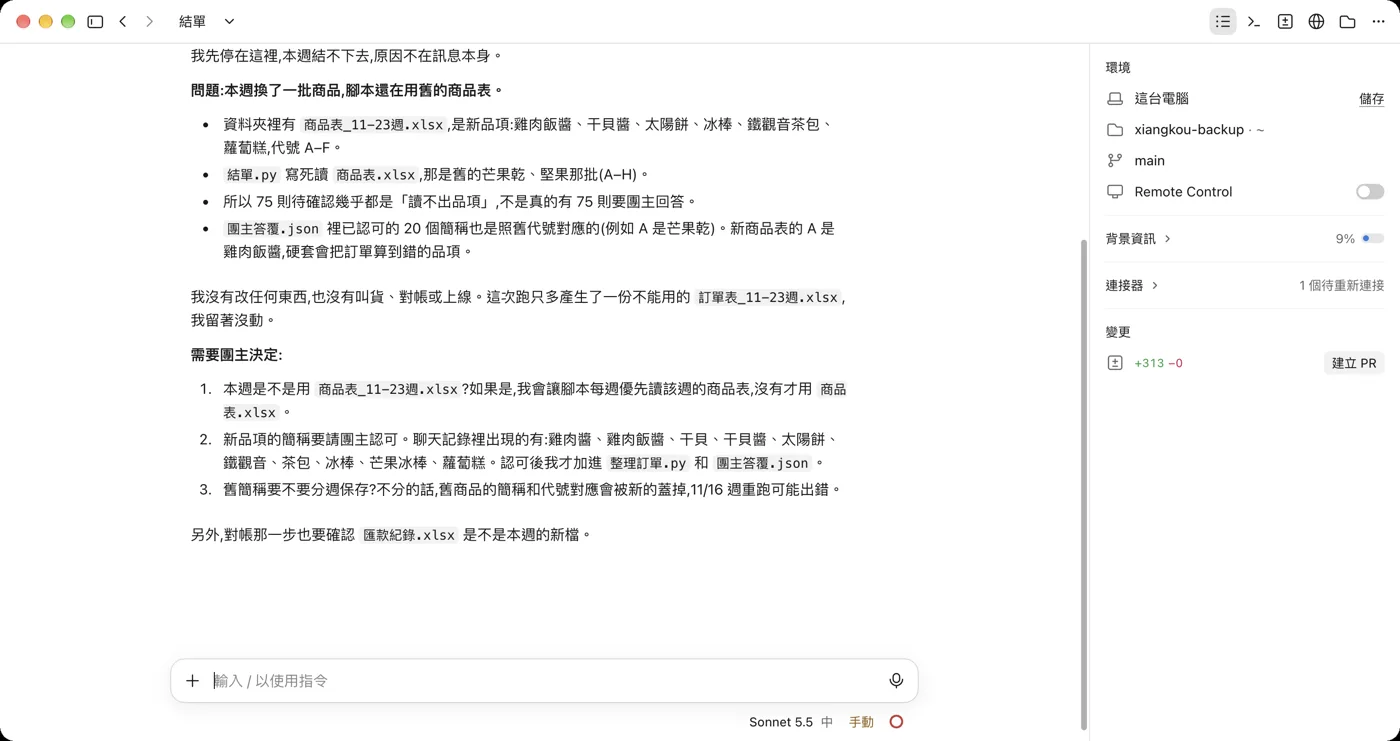 結單
我先停在這裡,本週結不下去,原因不在訊息本身。
問題:本週換了一批商品,腳本還在用舊的商品表。
• 資料夾裡有 商品表_11-23週.xlsx,是新品項:雞肉飯醬、干貝醬、太陽餅、冰棒、鐵觀音茶包、
蘿蔔糕,代號 A–F。
• 結單.py 寫死讀 商品表.xlsx,那是舊的芒果乾、堅果那批(A–H)。
• 所以 75 則待確認幾乎都是「讀不出品項」,不是真的有 75 則要團主回答。
• 團主答覆.json 裡已認可的 20 個簡稱也是照舊代號對應的(例如 A 是芒果乾)。新商品表的 A 是
雞肉飯醬,硬套會把訂單算到錯的品項。
我沒有改任何東西,也沒有叫貨、對帳或上線。這次跑只多產生了一份不能用的 訂單表_11-23週.xlsx,
我留著沒動。
需要團主決定:
1. 本週是不是用 商品表_11-23週.xlsx?如果是,我會讓腳本每週優先讀該週的商品表,沒有才用 商品
表.xlsx。
2. 新品項的簡稱要請團主認可。聊天記錄裡出現的有:雞肉醬、雞肉飯醬、干貝、干貝醬、太陽餅、
鐵觀音、茶包、冰棒、芒果冰棒、蘿蔔糕。認可後我才加進 整理訂單.py 和 團主答覆.json。
3. 舊簡稱要不要分週保存?不分的話,舊商品的簡稱和代號對應會被新的蓋掉,11/16 週重跑可能出錯。
另外,對帳那一步也要確認 匯款紀錄.xlsx 是不是本週的新檔。
輸入 / 以使用指令
Sonnet 5.5 中 手動
環境
這台電腦 儲存
xiangkou-backup · ~
main
Remote Control
背景資訊 9%
連接器 1 個待重新連接
變更
+313 −0 建立 PR